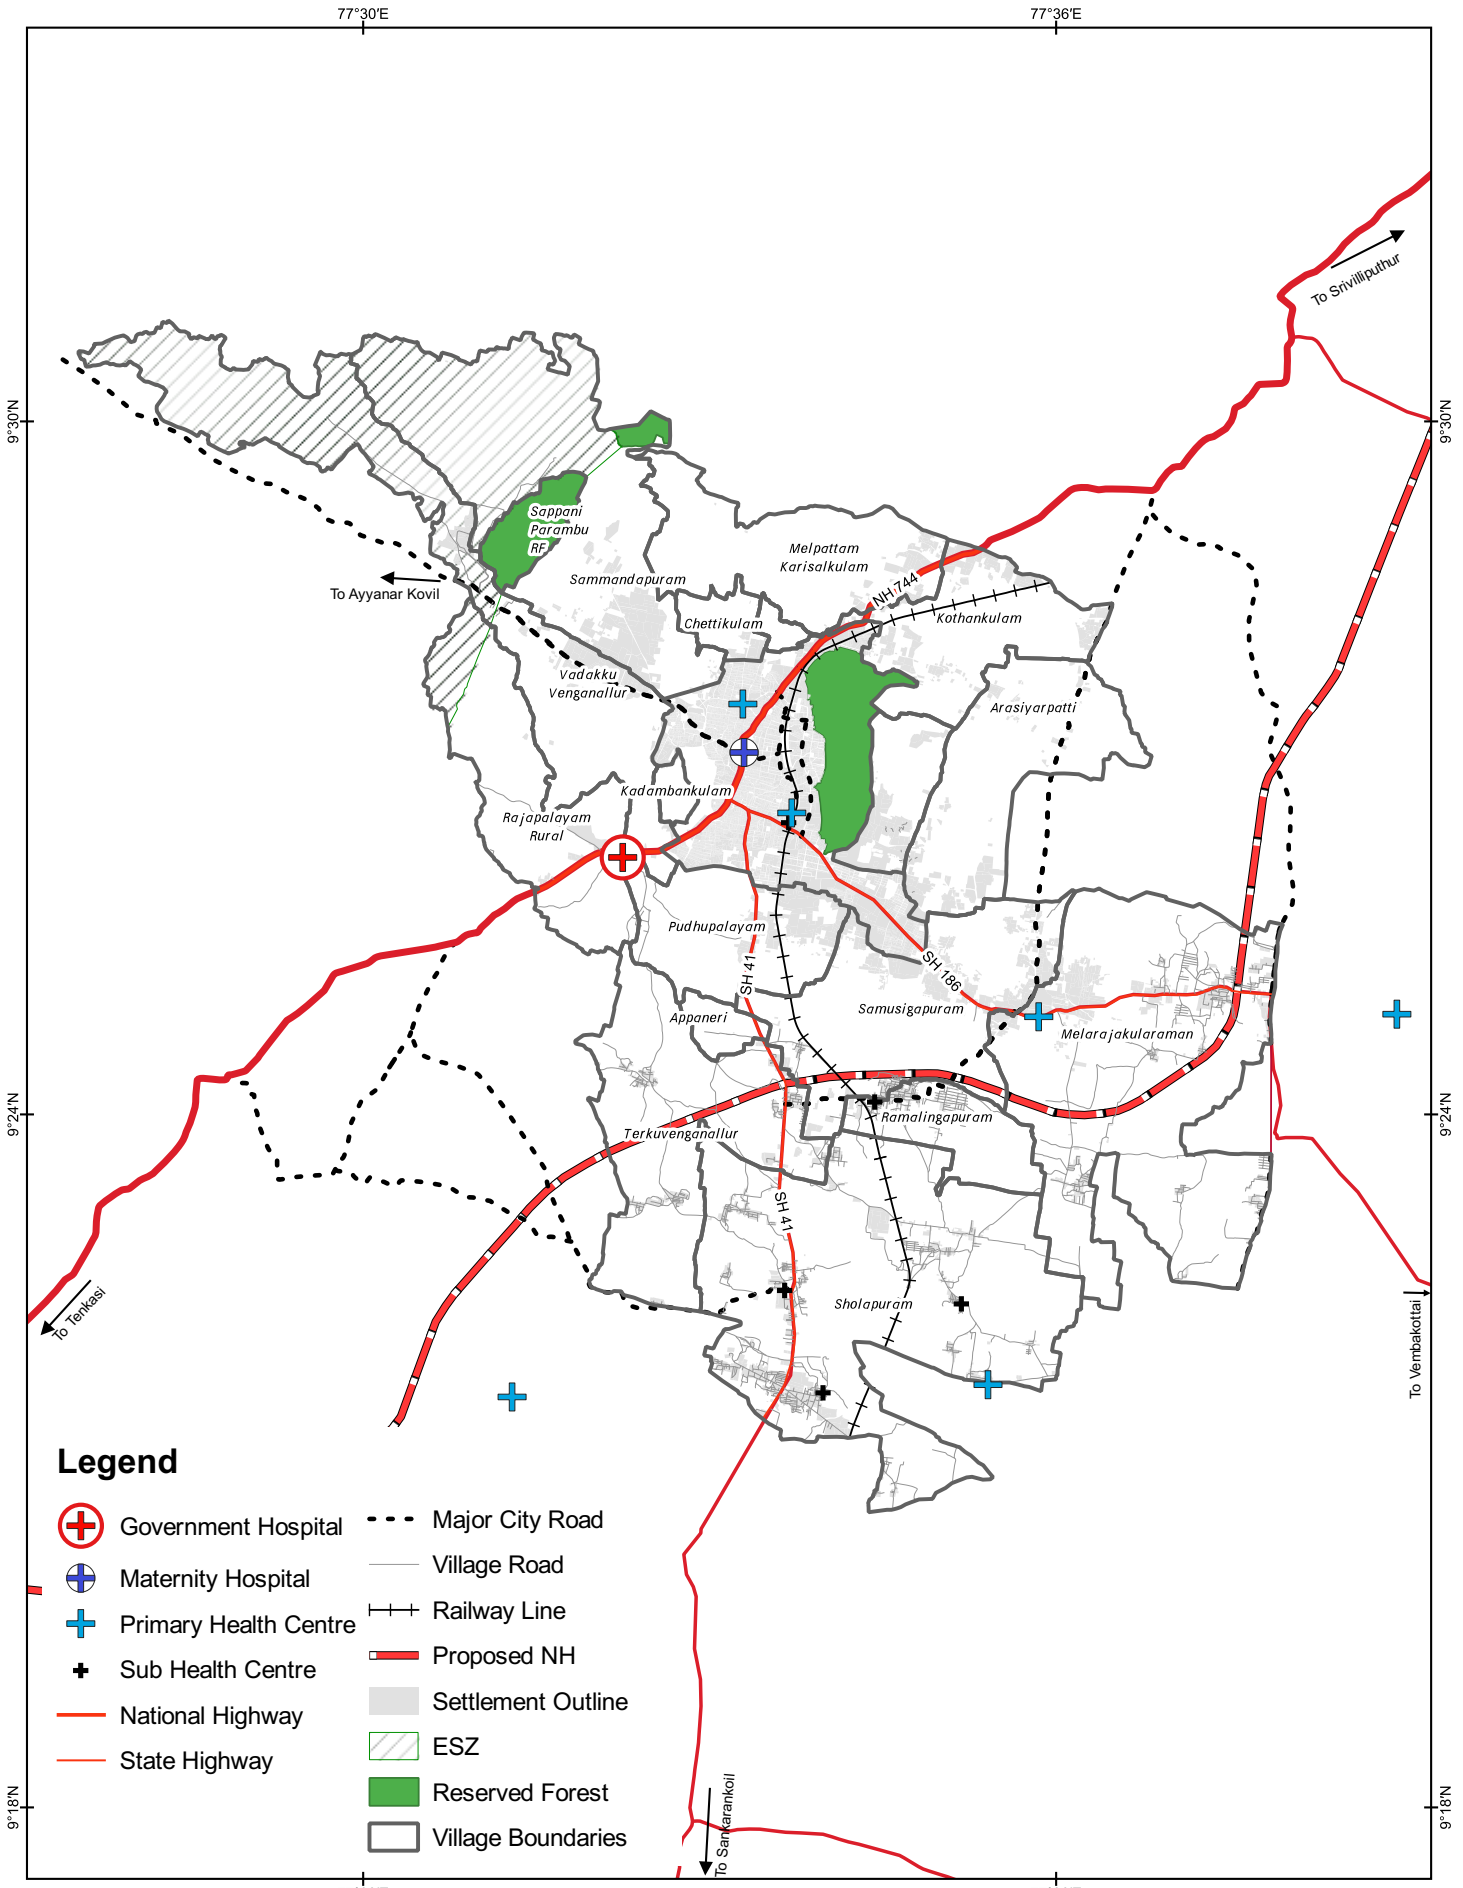 77°30'E
77°36'E
To Srivilliputhur
9°30'N
9°30'N
Sappani
Parambu
RF
Melpattam
Karisalkulam
Sammandapuram
NH 744
To Ayyanar Kovil
Kothankulam
Chettikulam
Vadakku
Venganallur
Arasiyarpatti
Kadambankulam
Rajapalayam
Rural
Pudhupalayam
SH 41
SH 186
Samusigapuram
Appaneri
Melarajakularaman
9°24'N
9°24'N
Ramalingapuram
Terkuvenganallur
SH 41
Sholapuram
To Tenkasi
To Vembakottai
Legend
Government Hospital
Maternity Hospital
Primary Health Centre
Sub Health Centre
National Highway
State Highway
Major City Road
Village Road
Railway Line
Proposed NH
Settlement Outline
ESZ
Reserved Forest
Village Boundaries
9°18'N
9°18'N
To Sankarankoil